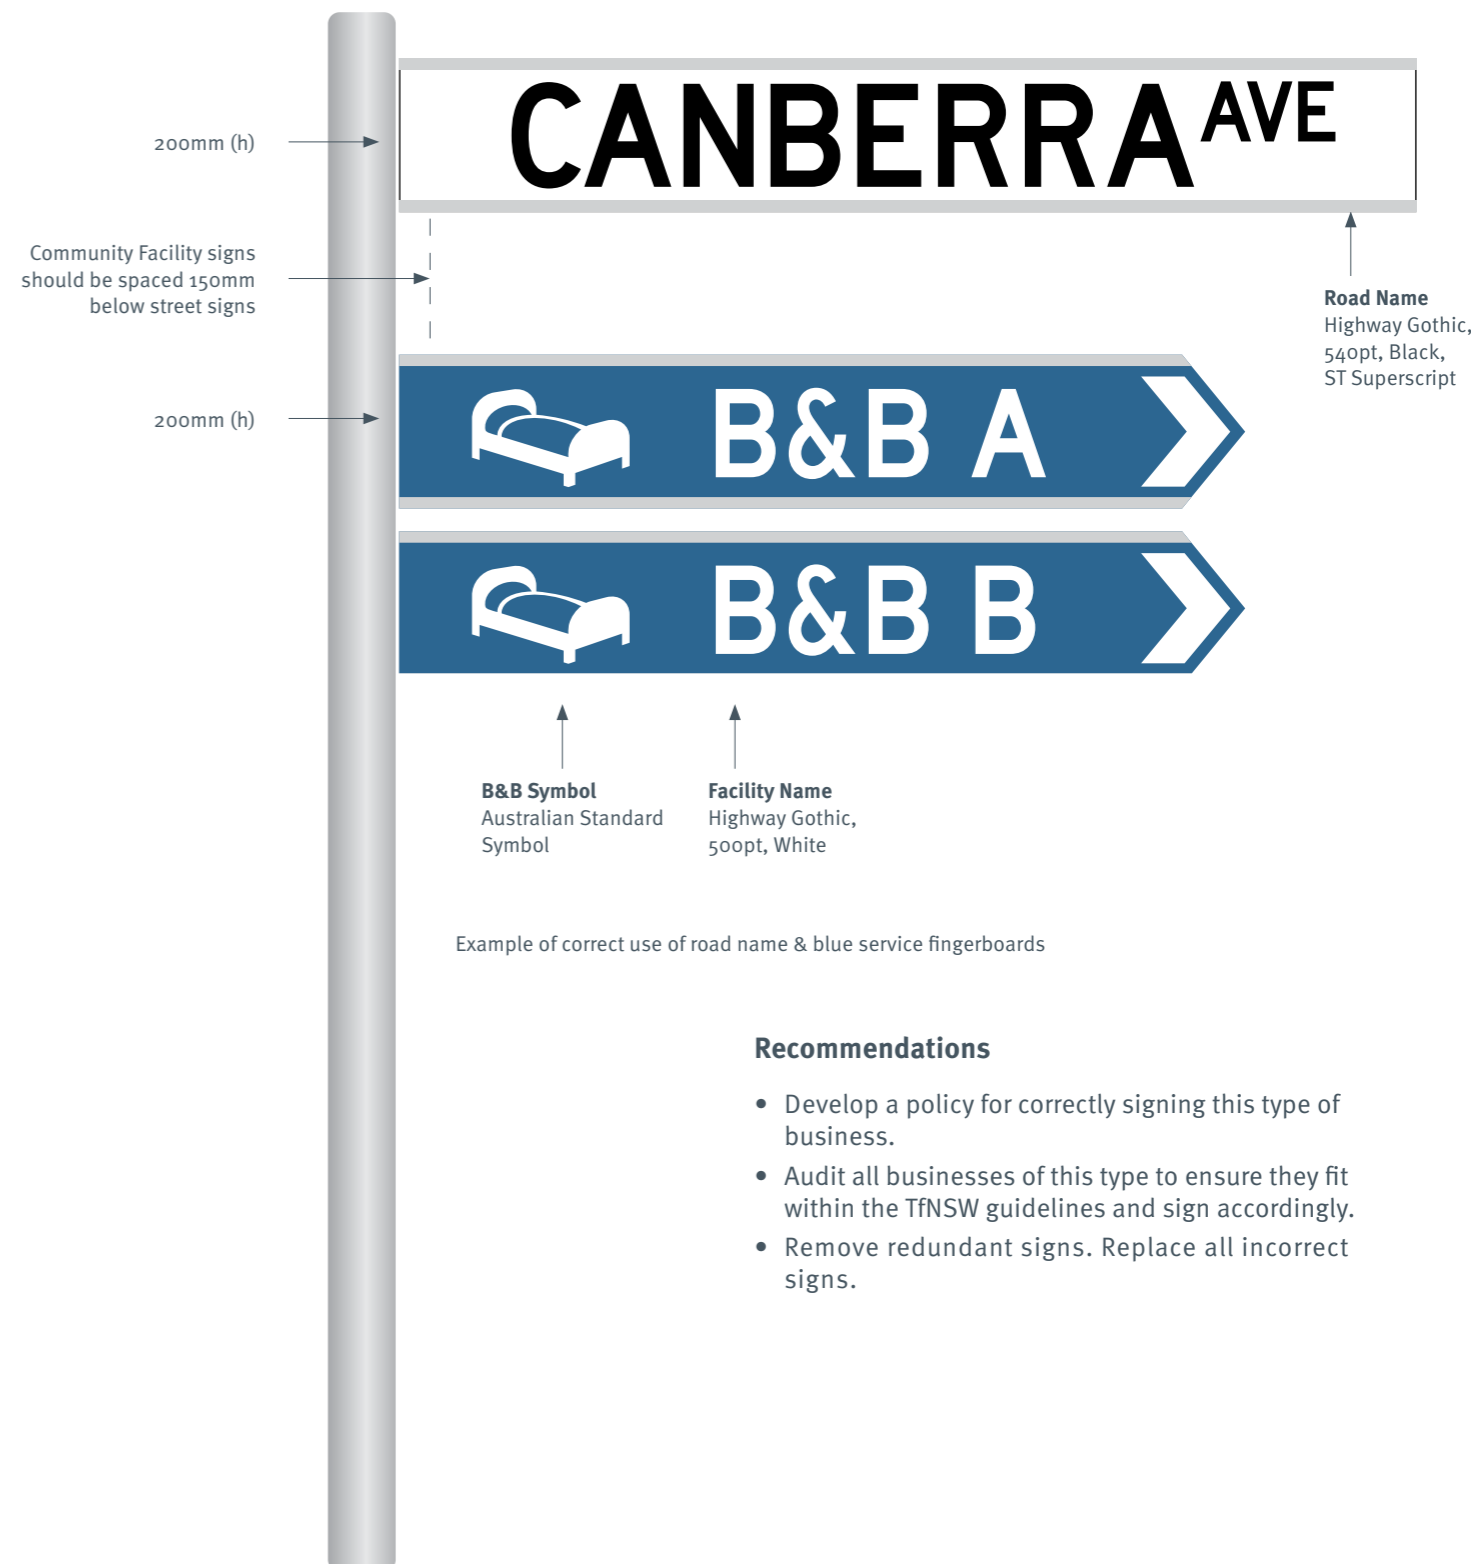 CANBERRA AVE
200mm (h)
Community Facility signs
should be spaced 150mm
below street signs
Road Name
Highway Gothic,
540pt, Black,
ST Superscript
200mm (h)
B&B A
B&B B
B&B Symbol
Australian Standard
Symbol
Facility Name
Highway Gothic,
500pt, White
Example of correct use of road name & blue service fingerboards
Recommendations
• Develop a policy for correctly signing this type of
business.
• Audit all businesses of this type to ensure they fit
within the TfNSW guidelines and sign accordingly.
• Remove redundant signs. Replace all incorrect
signs.